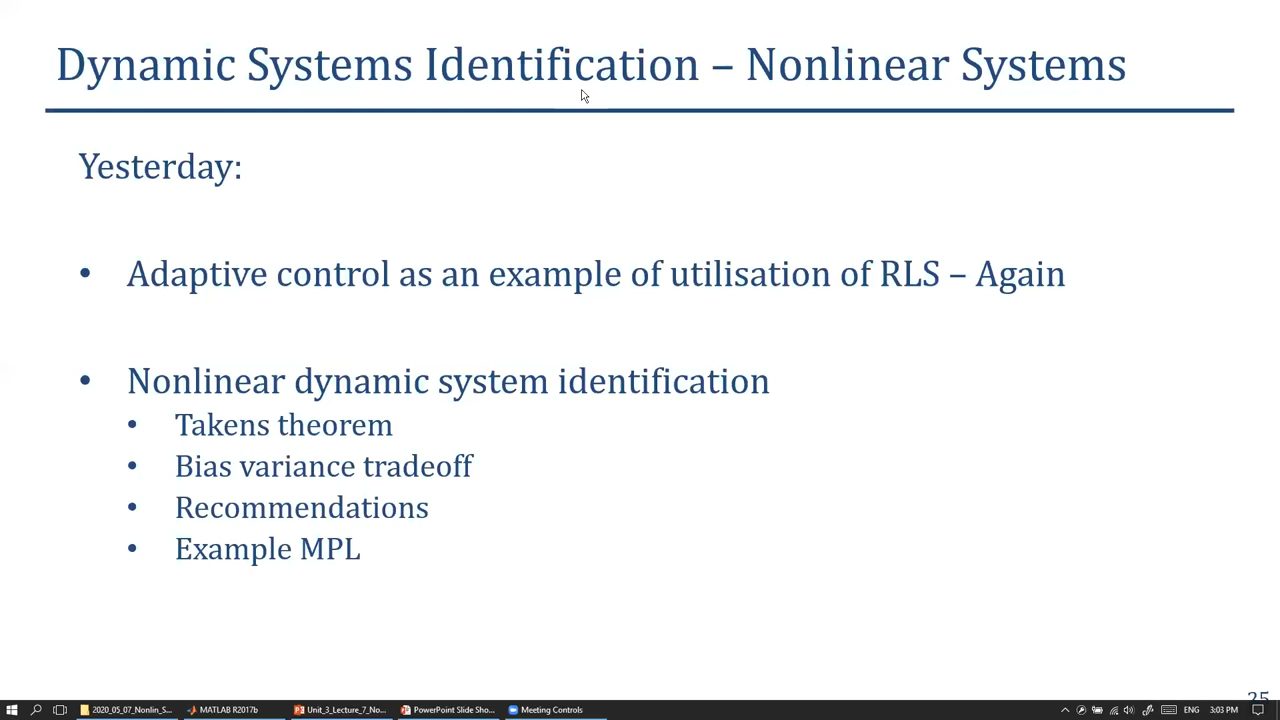 Dynamic Systems Identification – Nonlinear Systems
Yesterday:
• Adaptive control as an example of utilisation of RLS – Again
• Nonlinear dynamic system identification
• Takens theorem
• Bias variance tradeoff
• Recommendations
• Example MPL
25
2020_05_07_Nonlin_S... MATLAB R2017b Unit_3_Lecture_7_No... PowerPoint Slide Sho... Meeting Controls ENG 3:03 PM